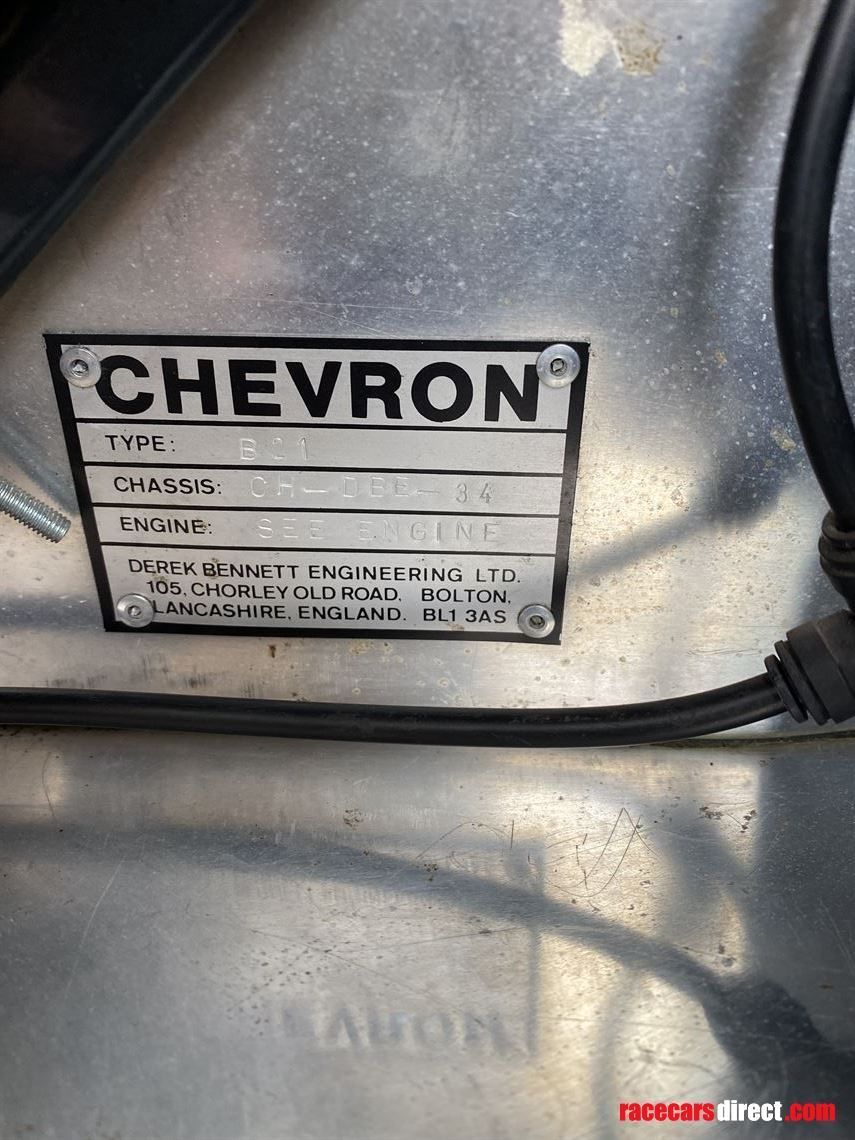 CHEVRON
TYPE: B31
CHASSIS: CH-DBE-34
ENGINE: SEE ENGINE
DEREK BENNETT ENGINEERING LTD.
105, CHORLEY OLD ROAD, BOLTON,
LANCASHIRE, ENGLAND. BL1 3AS
racecarsdirect.com